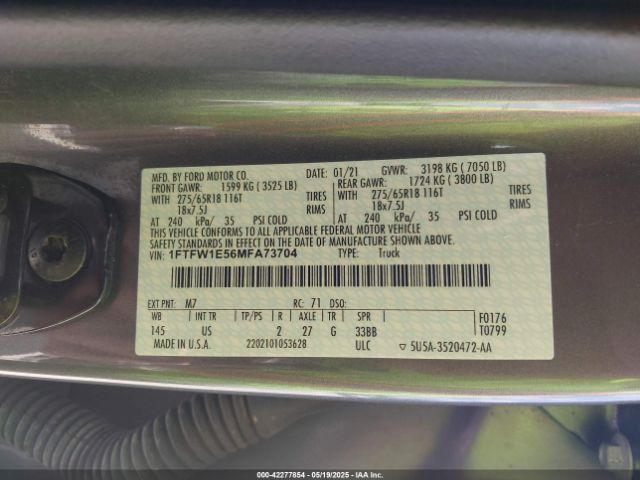 MFD. BY FORD MOTOR CO. 01/21 GVWR: 3198 KG ( 7050 LB)
FRONT GAWR: 1599 KG ( 3525 LB) REAR GAWR: 1724 KG ( 3800 LB)
WITH 275/65R18 116T TIRES WITH 275/65R18 116T TIRES
18x7.5J RIMS 18x7.5J RIMS
AT 240 kPa/ 35 PSI COLD AT 240 kPa/ 35 PSI COLD
THIS VEHICLE CONFORMS TO ALL APPLICABLE FEDERAL MOTOR VEHICLE
SAFETY STANDARDS IN EFFECT ON THE DATE OF MANUFACTURE SHOWN ABOVE.
VIN: 1FTFW1E56MFA73704 TYPE: Truck
EXT PNT: M7 RC: 71 DSO:
WB INT TR TP/PS R AXLE TR SPR F0176
145 US 2 27 G 33BB T0799
MADE IN U.S.A. 2202101053628 ULC ▽ 5U5A-3520472-AA
000-42277854 - 05/19/2025 - IAAI.COM